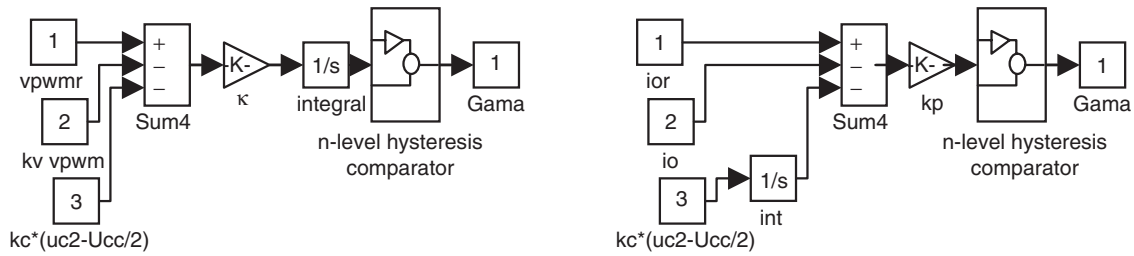 1
vpwmr
2
kv vpwm
3
kc*(uc2-Ucc/2)
+
−
−
Sum4
-K-
κ
1/s
integral
n-level hysteresis
comparator
1
Gama
1
ior
2
io
3
kc*(uc2-Ucc/2)
1/s
int
+
−
−
Sum4
-K-
kp
n-level hysteresis
comparator
1
Gama